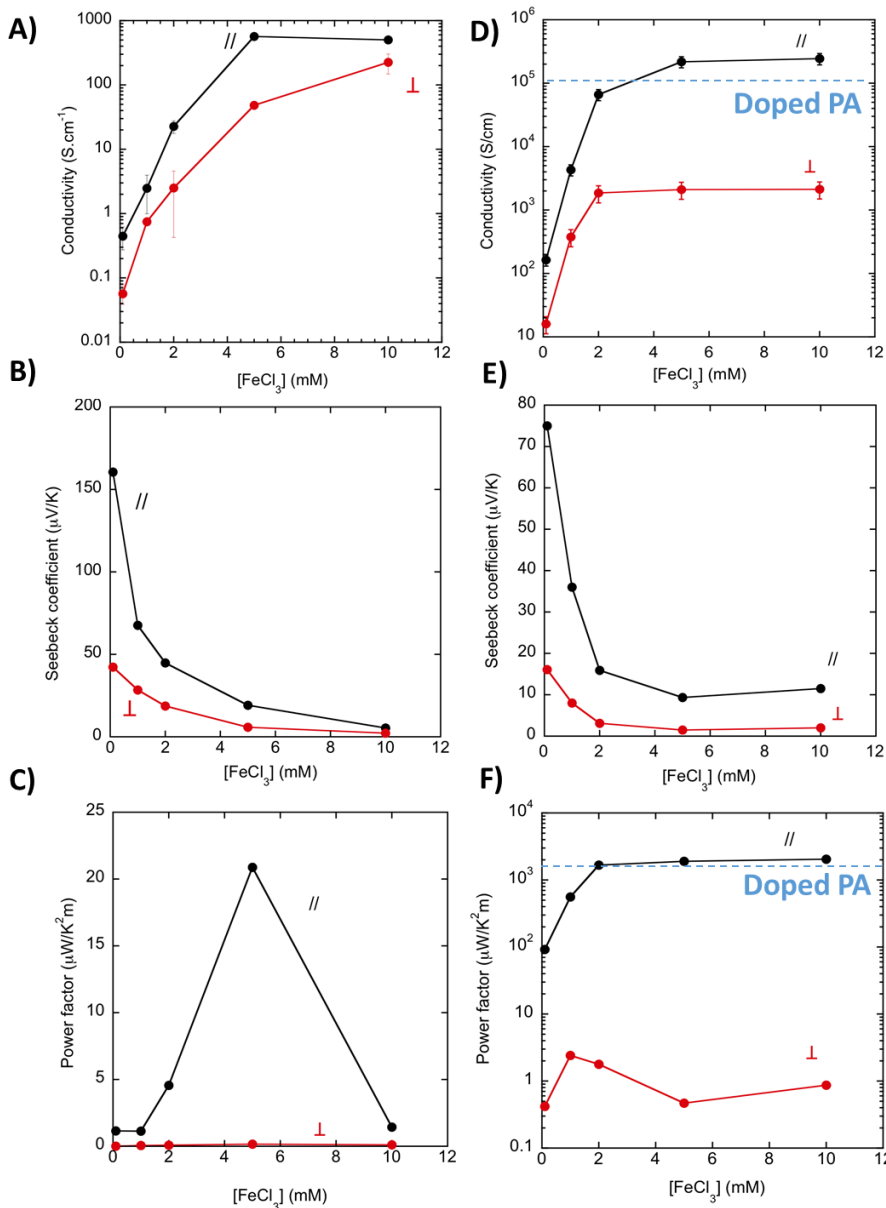 A)
1000
100
10
1
0.1
0.01
Conductivity (S.cm⁻¹)
//
⊥
0 2 4 6 8 10 12
[FeCl₃] (mM)
D)
10⁶
10⁵
10⁴
10³
10²
10
Conductivity (S/cm)
//
Doped PA
⊥
0 2 4 6 8 10 12
[FeCl₃] (mM)
B)
200
150
100
50
0
Seebeck coefficient (µV/K)
//
⊥
0 2 4 6 8 10 12
[FeCl₃] (mM)
E)
80
70
60
50
40
30
20
10
0
Seebeck coefficient (µV/K)
//
⊥
0 2 4 6 8 10 12
[FeCl₃] (mM)
C)
25
20
15
10
5
0
Power factor (µW/K²m)
//
⊥
0 2 4 6 8 10 12
[FeCl₃] (mM)
F)
10⁴
10³
10²
10
1
0.1
Power factor (µW/K²m)
//
Doped PA
⊥
0 2 4 6 8 10 12
[FeCl₃] (mM)